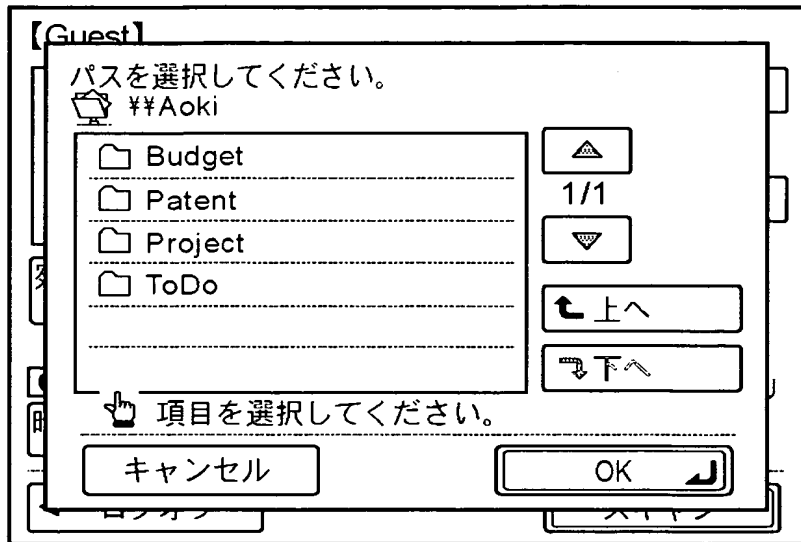 【Guest】
パスを選択してください。
¥¥Aoki
Budget
Patent
1/1
Project
ToDo
上へ
下へ
項目を選択してください。
キャンセル
OK